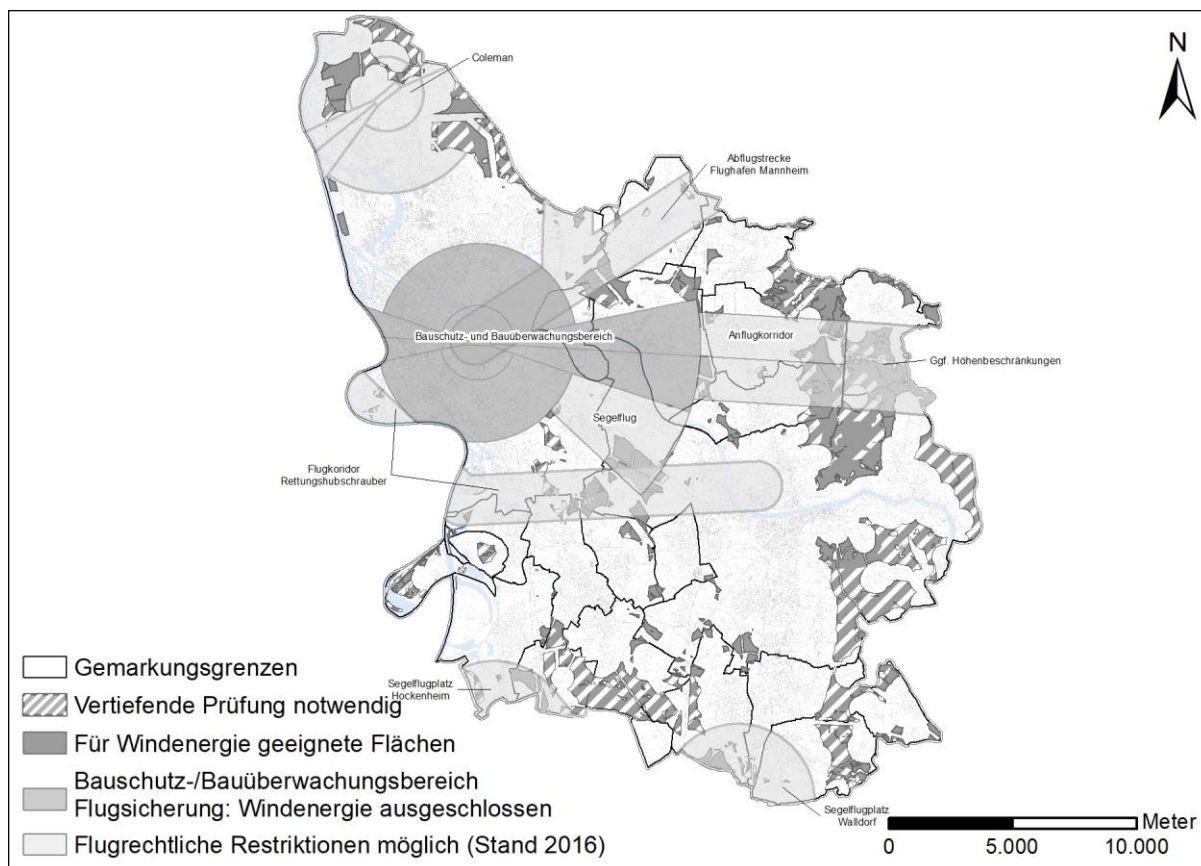 N
Coleman
Abflugstrecke
Flughafen Mannheim
Bauschutz- und Bauüberwachungsbereich
Anflugkorridor
Ggf. Höhenbeschränkungen
Segelflug
Flugkoridor
Rettungshubschrauber
Segelflugplatz
Hockenheim
Segelflugplatz
Walldorf
Gemarkungsgrenzen
Vertiefende Prüfung notwendig
Für Windenergie geeignete Flächen
Bauschutz-/Bauüberwachungsbereich
Flugsicherung: Windenergie ausgeschlossen
Flugrechtliche Restriktionen möglich (Stand 2016)
Meter
0 5.000 10.000